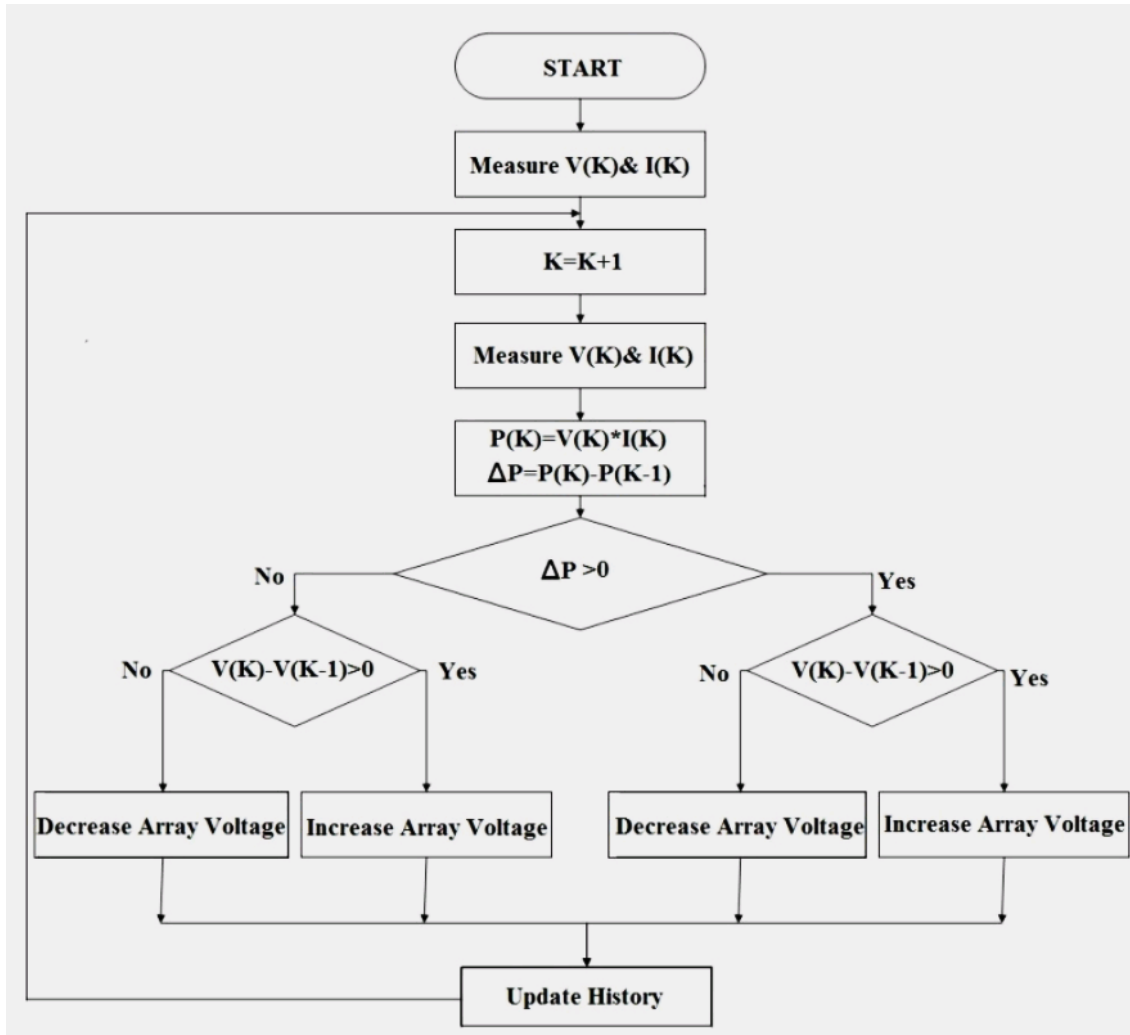 START
Measure V(K)& I(K)
K=K+1
Measure V(K)& I(K)
P(K)=V(K)*I(K)
ΔP=P(K)-P(K-1)
ΔP >0
No
Yes
No
V(K)-V(K-1)>0
Yes
No
V(K)-V(K-1)>0
Yes
Decrease Array Voltage
Increase Array Voltage
Decrease Array Voltage
Increase Array Voltage
Update History